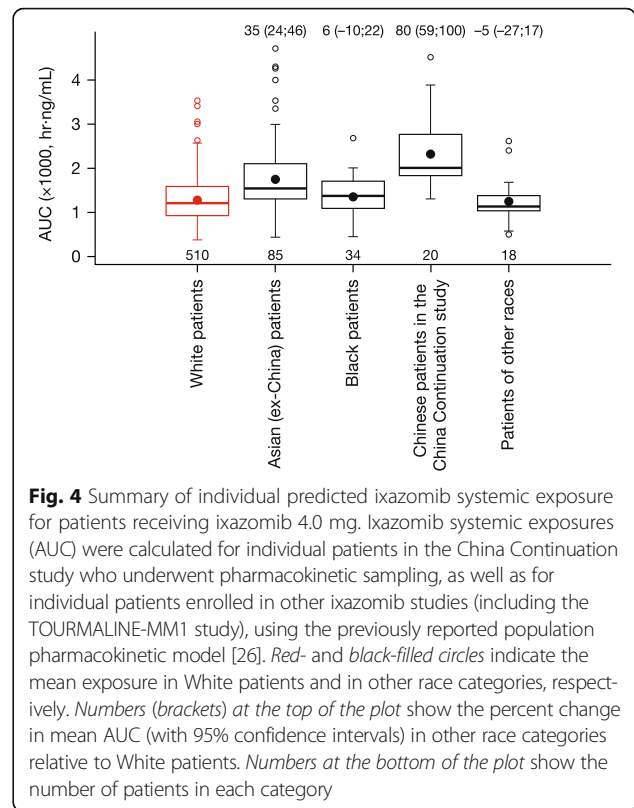 35 (24;46) 6 (–10;22) 80 (59;100) –5 (–27;17)
AUC (×1000, hr·ng/mL)
4
3
2
1
0
510 85 34 20 18
White patients
Asian (ex-China) patients
Black patients
Chinese patients in the
China Continuation study
Patients of other races
Fig. 4 Summary of individual predicted ixazomib systemic exposure
for patients receiving ixazomib 4.0 mg. Ixazomib systemic exposures
(AUC) were calculated for individual patients in the China Continuation
study who underwent pharmacokinetic sampling, as well as for
individual patients enrolled in other ixazomib studies (including the
TOURMALINE-MM1 study), using the previously reported population
pharmacokinetic model [26]. Red- and black-filled circles indicate the
mean exposure in White patients and in other race categories, respect-
ively. Numbers (brackets) at the top of the plot show the percent change
in mean AUC (with 95% confidence intervals) in other race categories
relative to White patients. Numbers at the bottom of the plot show the
number of patients in each category